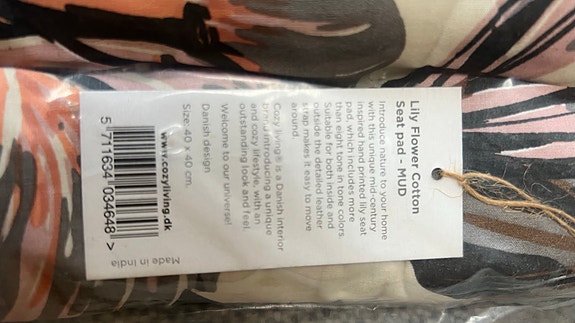 Lily Flower Cotton
Seat pad - MUD
Introduce nature to your home
with this unique mid-century
inspired hand printed lily seat
pad, which includes more
than eight tone in tone colors.
Suitable for both inside and
outside the detailed leather
strap makes it easy to move
around.
Cozy living® is a Danish interior
brand introducing a unique
and cozy lifestyle, with an
outstanding look and feel.
Welcome to our universe!
Danish design
Size: 40 x 40 cm.
www.cozyliving.dk
5 711604 034648 >
Made in India